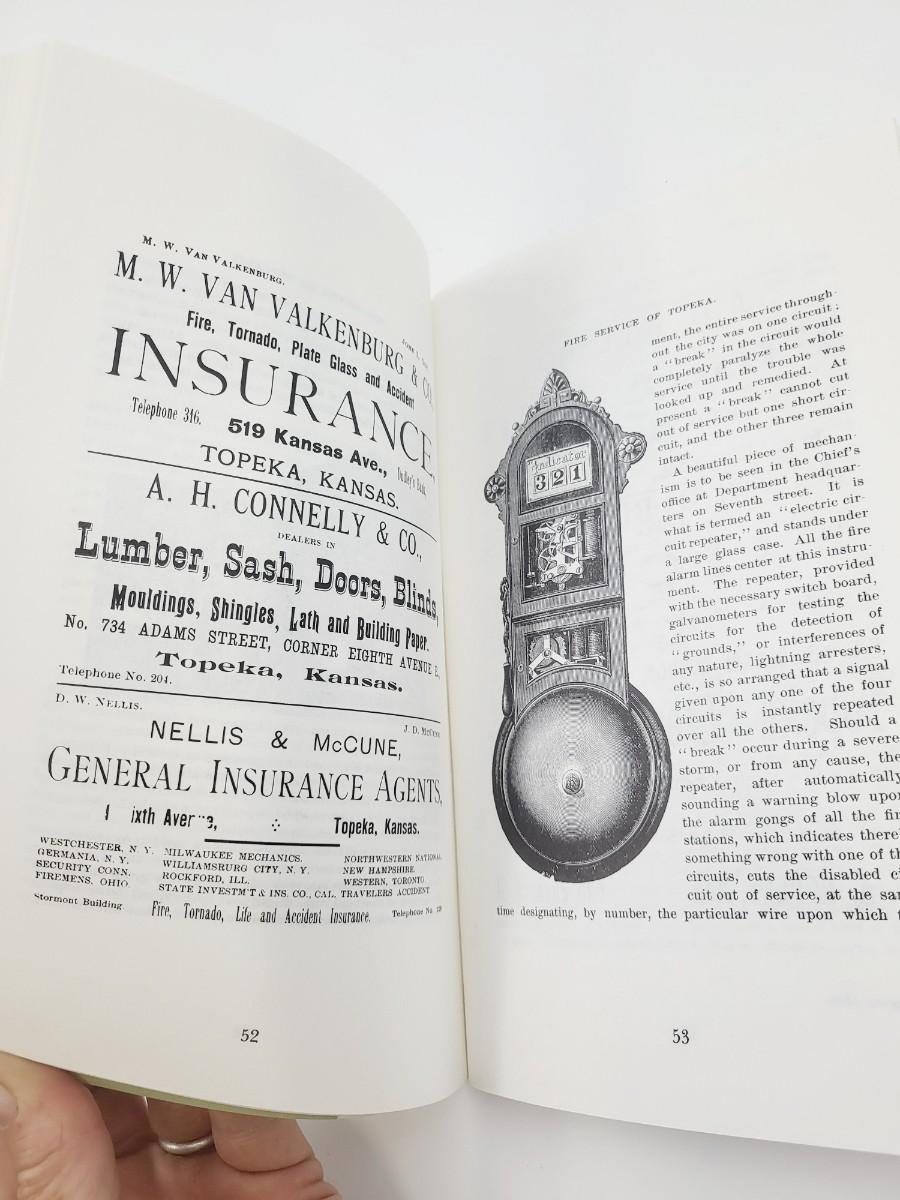 M. W. VAN VALKENBURG.
M. W. VAN VALKENBURG & CO.
Fire, Tornado, Plate Glass and Accident
INSURANCE,
Telephone 316.
519 Kansas Ave.,
TOPEKA, KANSAS.
A. H. CONNELLY & CO.,
DEALERS IN
Lumber, Sash, Doors, Blinds,
Mouldings, Shingles, Lath and Building Paper.
No. 734 ADAMS STREET, CORNER EIGHTH AVENUE E.,
Topeka, Kansas.
Telephone No. 204.
D. W. NELLIS.
J. D. McCUNE.
NELLIS & McCUNE,
GENERAL INSURANCE AGENTS,
ixth Aven
Topeka, Kansas.
WESTCHESTER, N. Y. MILWAUKEE MECHANICS. NORTHWESTERN NATIONAL
GERMANIA, N. Y. WILLIAMSBURG CITY, N. Y. NEW HAMPSHIRE.
SECURITY CONN. ROCKFORD, ILL. WESTERN, TORONTO
FIREMENS, OHIO. STATE INVESTM'T & INS. CO., CAL. TRAVELERS ACCIDENT
Stormont Building. Fire, Tornado, Life and Accident Insurance. Telephone No.
52
FIRE SERVICE OF TOPEKA.
Indicator
321
ment, the entire service through-
out the city was on one circuit;
a "break" in the circuit would
completely paralyze the whole
service until the trouble was
looked up and remedied. At
present a "break" cannot cut
out of service but one short cir-
cuit, and the other three remain
intact.
A beautiful piece of mechan-
ism is to be seen in the Chief's
office at Department headquar-
ters on Seventh street. It is
what is termed an "electric cir-
cuit repeater," and stands under
a large glass case. All the fire
alarm lines center at this instru-
ment. The repeater, provided
with the necessary switch board,
galvanometers for testing the
circuits for the detection of
"grounds," or interferences of
any nature, lightning arresters,
etc., is so arranged that a signal
given upon any one of the four
circuits is instantly repeated
over all the others. Should a
"break" occur during a severe
storm, or from any cause, the
repeater, after automatically
sounding a warning blow upon
the alarm gongs of all the fir
stations, which indicates there
something wrong with one of th
circuits, cuts the disabled ci
cuit out of service, at the sam
time designating, by number, the particular wire upon which t
53